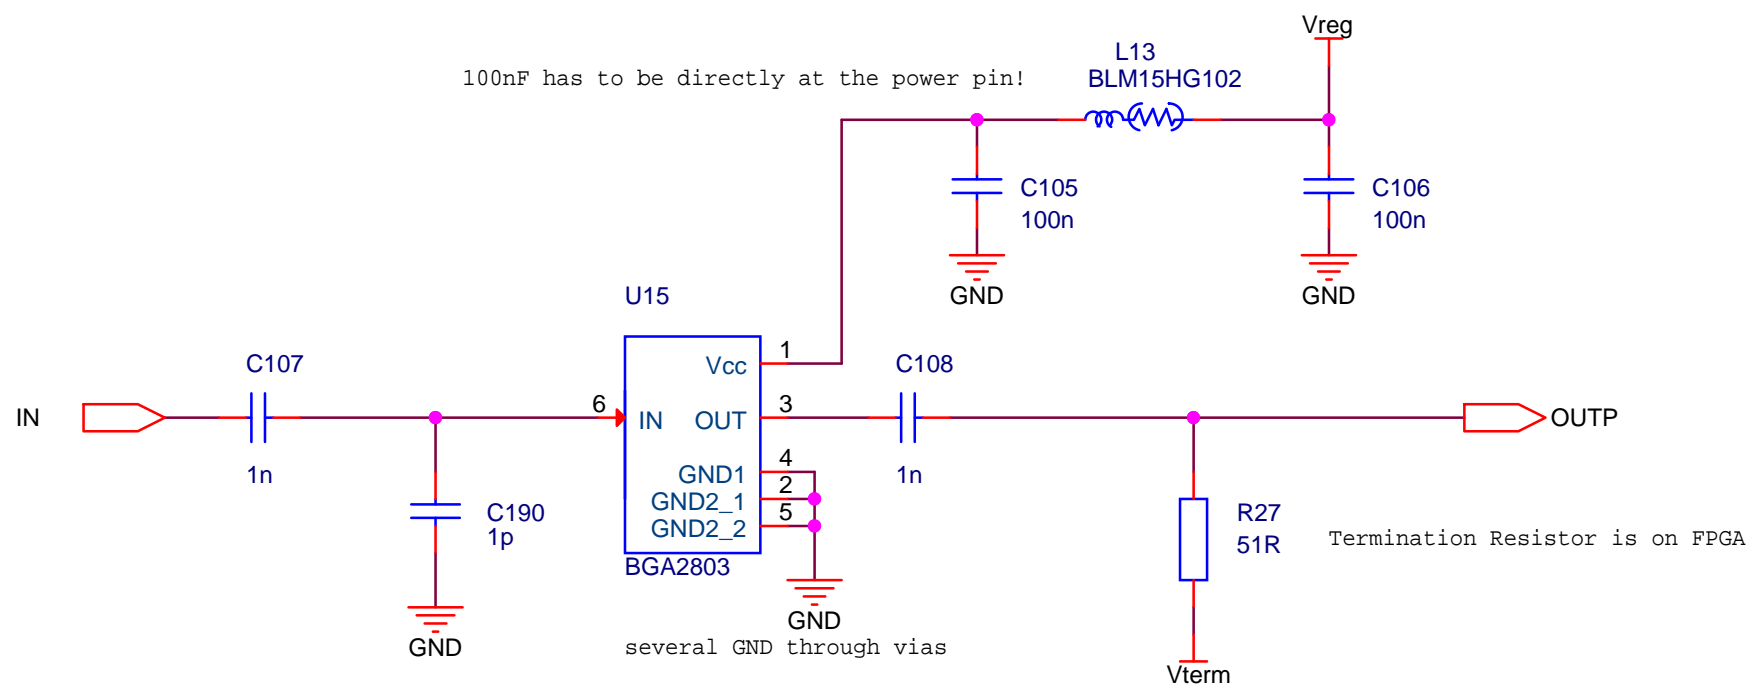 Vreg
L13
BLM15HG102
100nF has to be directly at the power pin!
C105
100n
C106
100n
GND
GND
U15
C107
1
C108
Vcc
IN
6
IN
OUT
3
OUTP
1n
1n
GND1
4
GND2_1
2
GND2_2
5
C190
1p
R27
51R
Termination Resistor is on FPGA
BGA2803
GND
GND
several GND through vias
Vterm